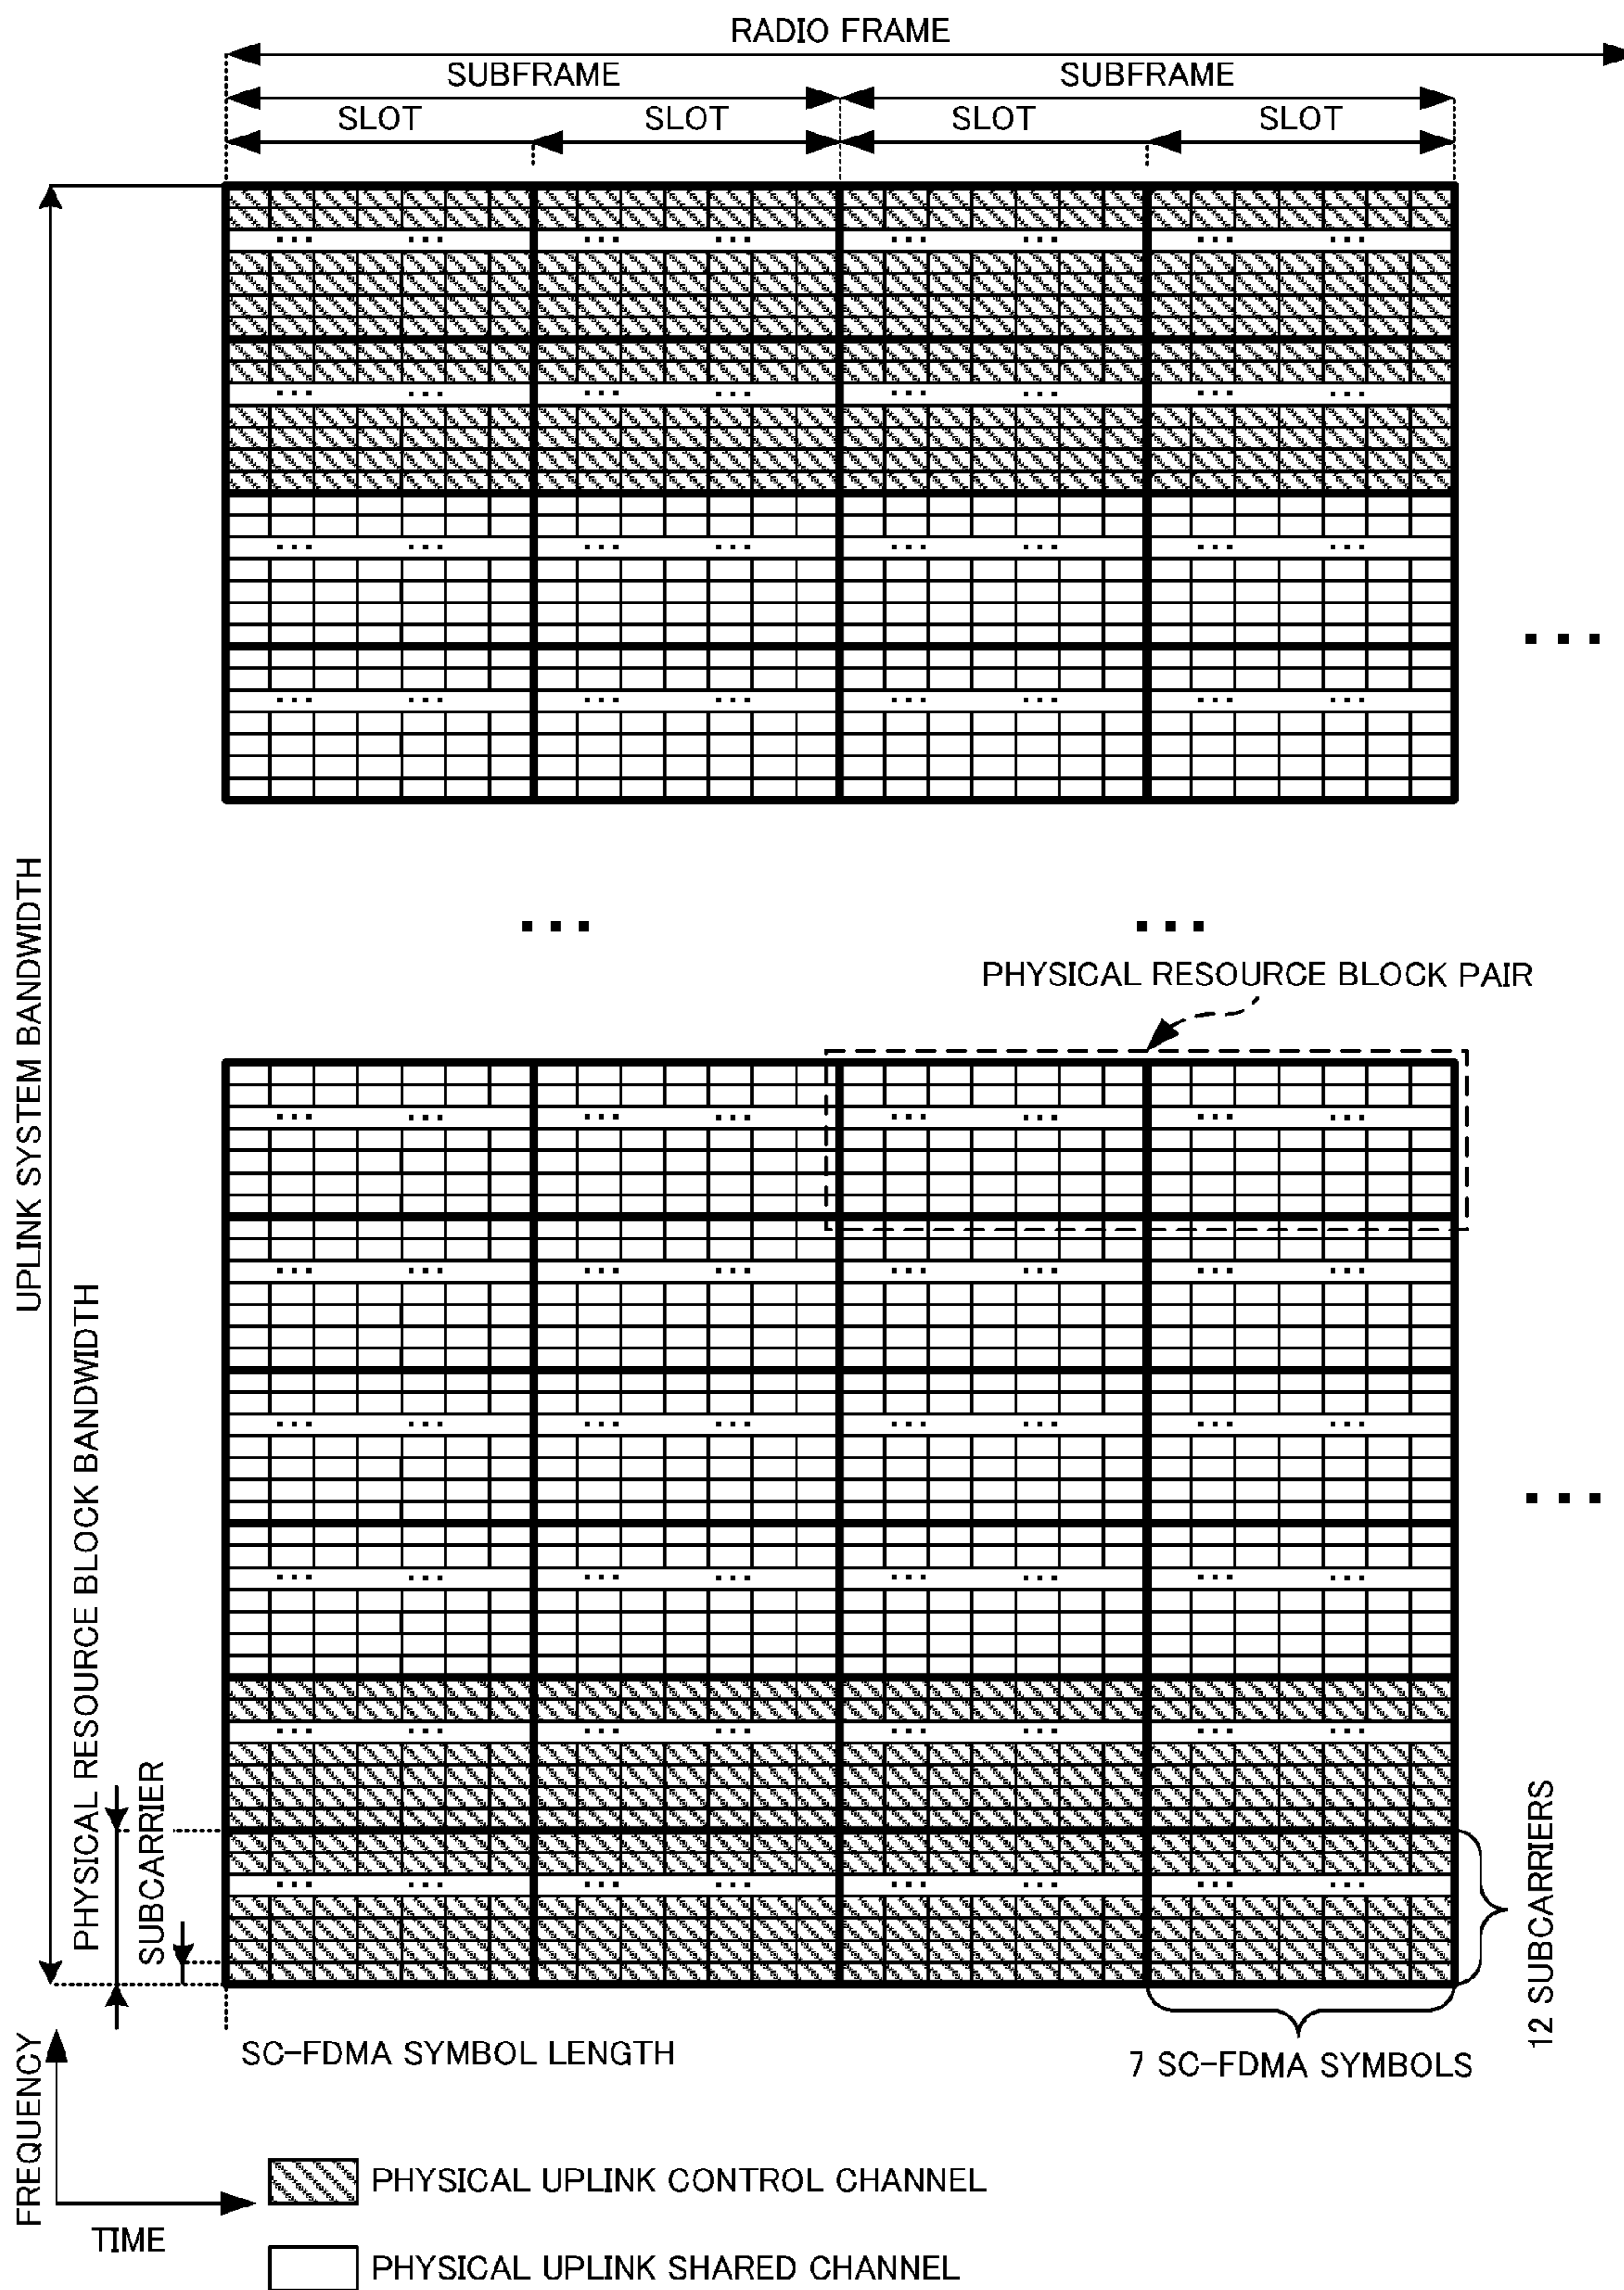 RADIO FRAME
SUBFRAME SUBFRAME
SLOT SLOT SLOT SLOT
UPLINK SYSTEM BANDWIDTH
PHYSICAL RESOURCE BLOCK PAIR
PHYSICAL RESOURCE BLOCK BANDWIDTH
SUBCARRIER
12 SUBCARRIERS
SC-FDMA SYMBOL LENGTH
7 SC-FDMA SYMBOLS
FREQUENCY
TIME
PHYSICAL UPLINK CONTROL CHANNEL
PHYSICAL UPLINK SHARED CHANNEL